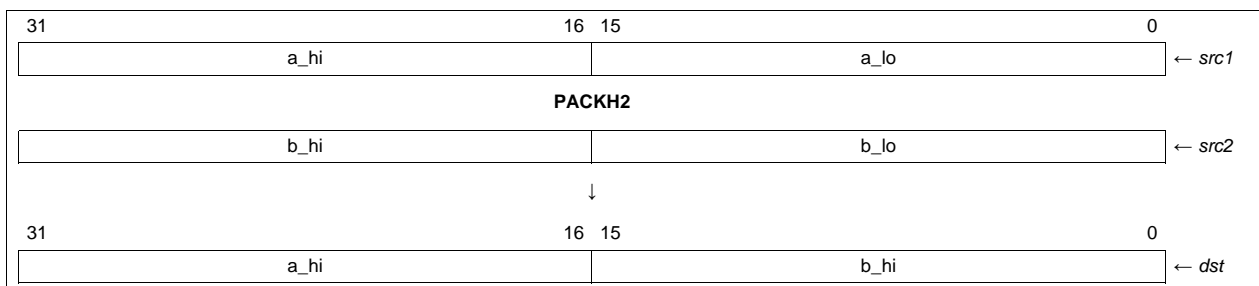 31 16 15 0
a_hi a_lo ← src1
PACKH2
b_hi b_lo ← src2
↓
31 16 15 0
a_hi b_hi ← dst